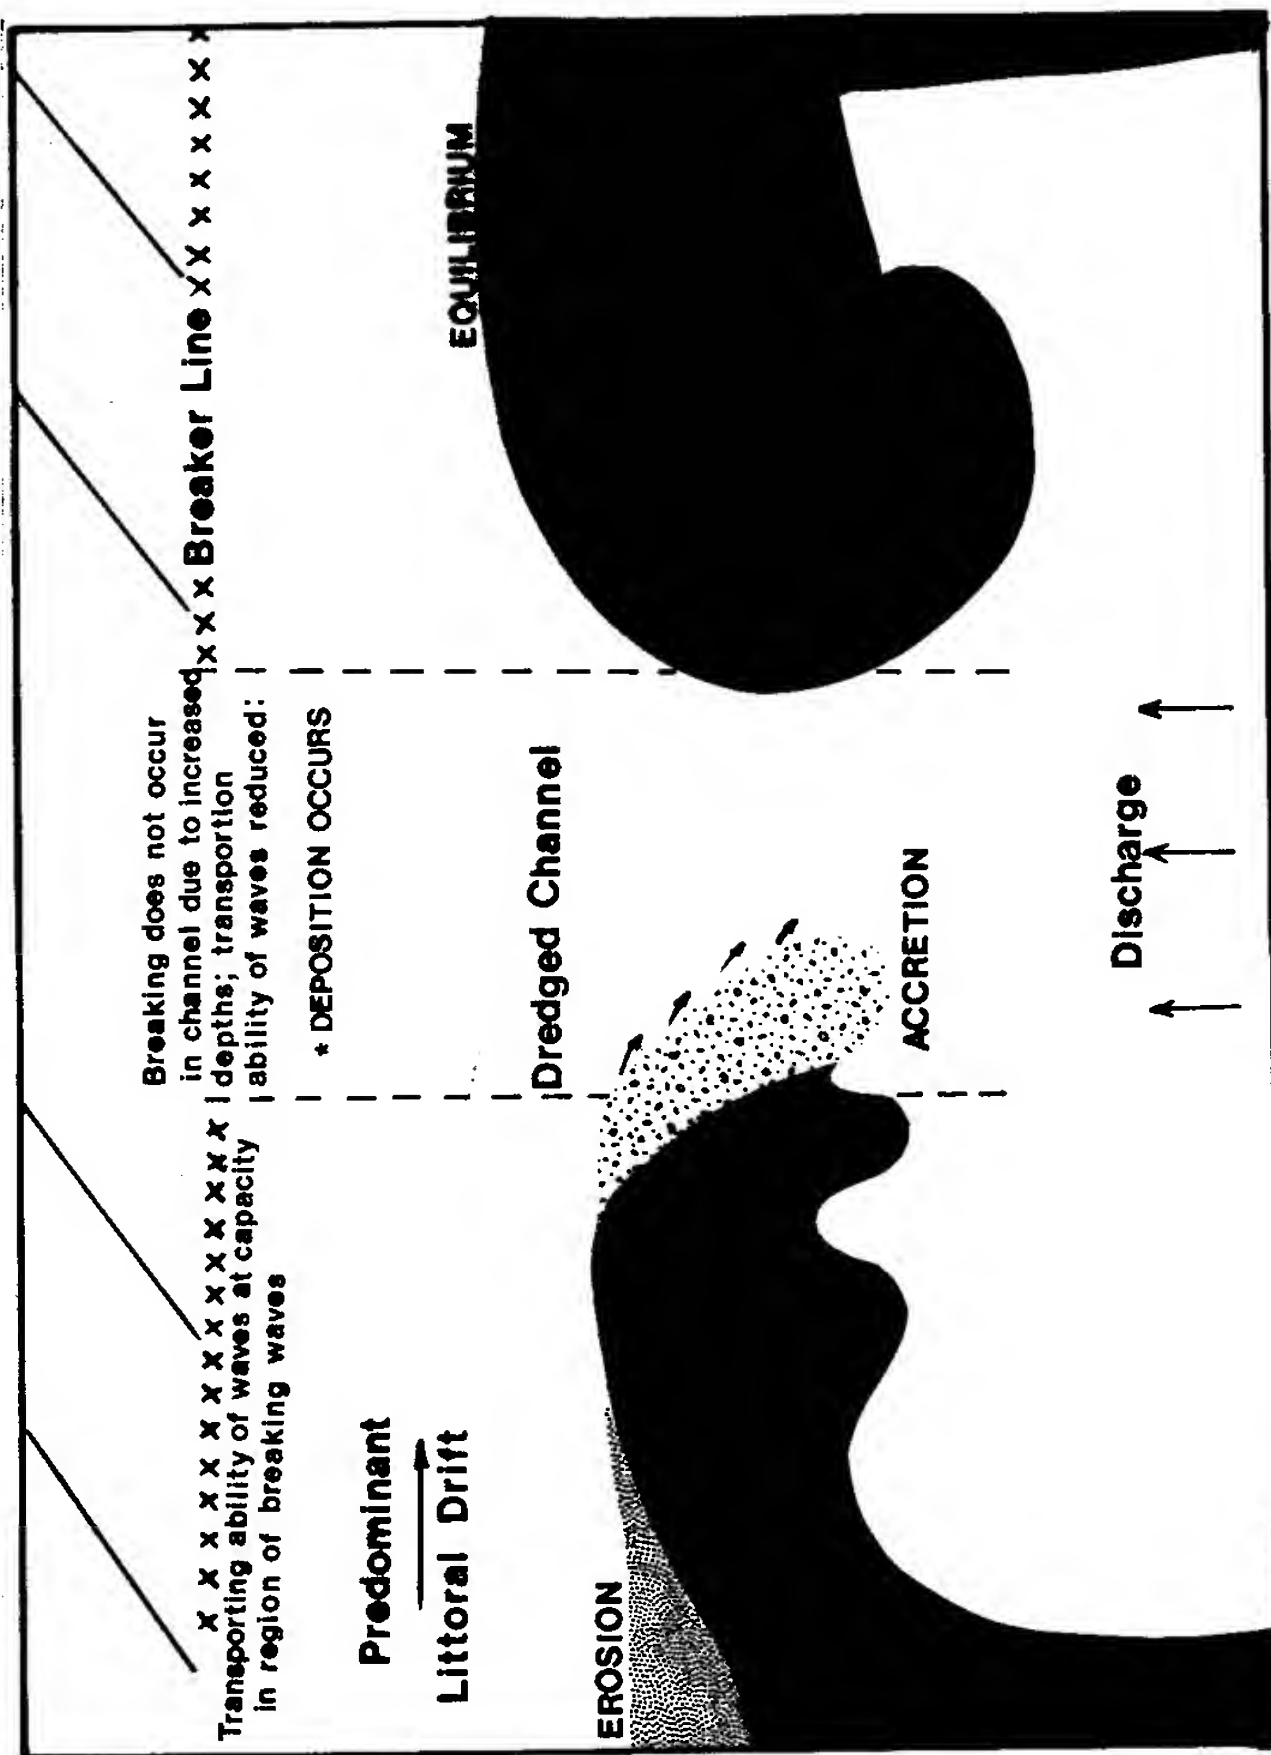 Breaking does not occur
in channel due to increased
depths; transportion
ability of waves reduced:
* DEPOSITION OCCURS
x x x x x x x x x x x x x x x
Transporting ability of waves at capacity
in region of breaking waves
x x x Breaker Line x x x x x x x x
Predominant
Littoral Drift
Dredged Channel
EQUILIBRIUM
EROSION
ACCRETION
Discharge